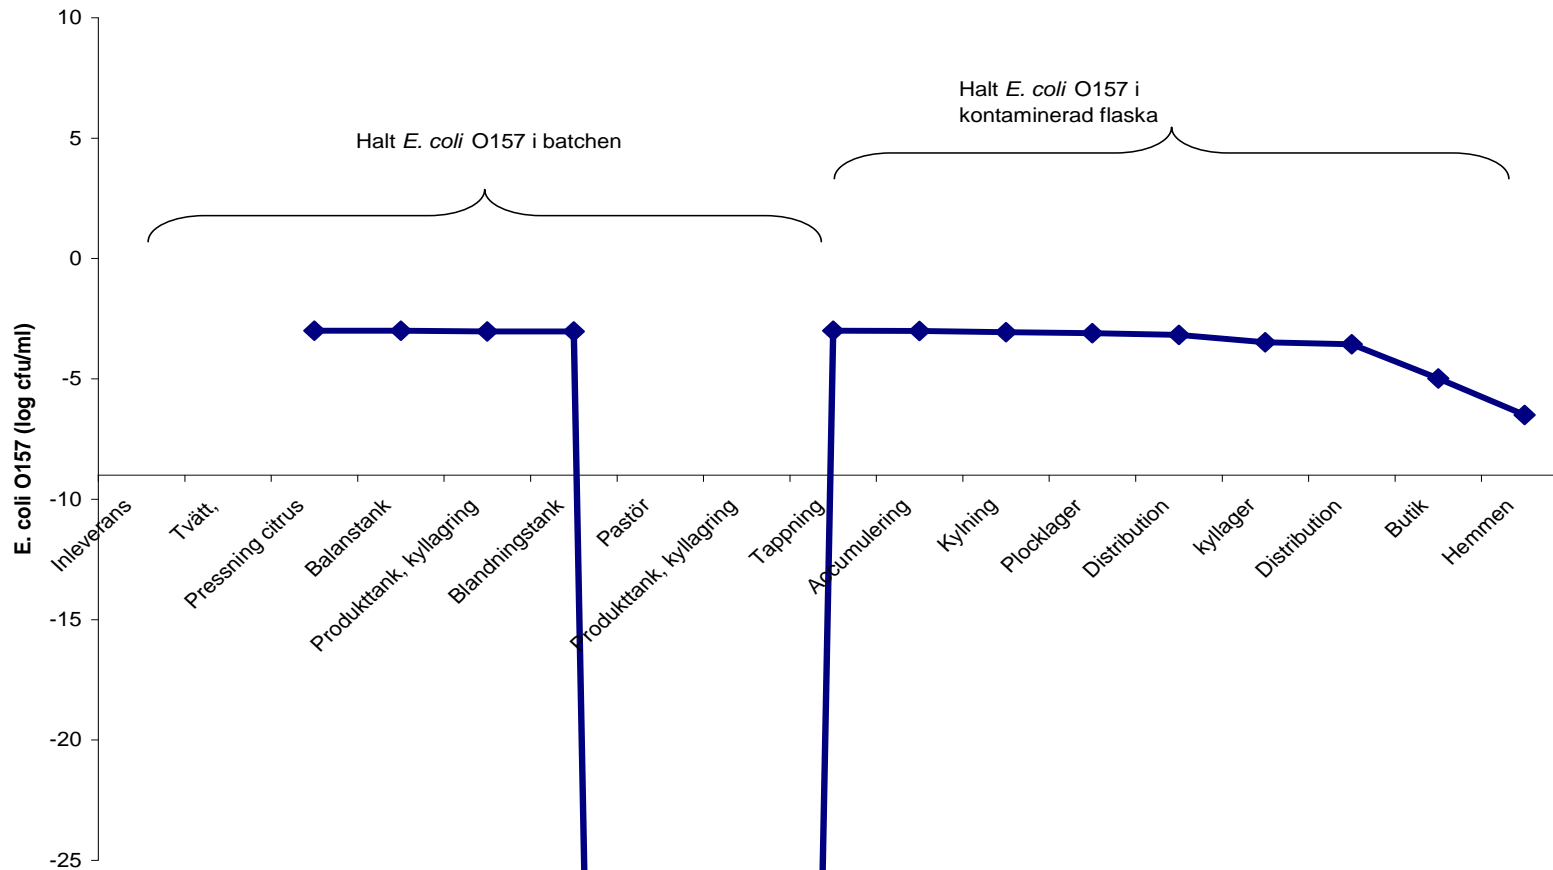 10
Halt E. coli O157 i
kontaminerad flaska
5
Halt E. coli O157 i batchen
0
E. coli O157 (log cfu/ml)
-5
-10
Inleverans
Tvätt,
Pressning citrus
Balanstank
Produkttank, kyllagring
Blandningstank
Pastör
Produkttank, kyllagring
Tappning
Accumulering
Kylning
Plocklager
Distribution
kyllager
Distribution
Butik
Hemmen
-15
-20
-25